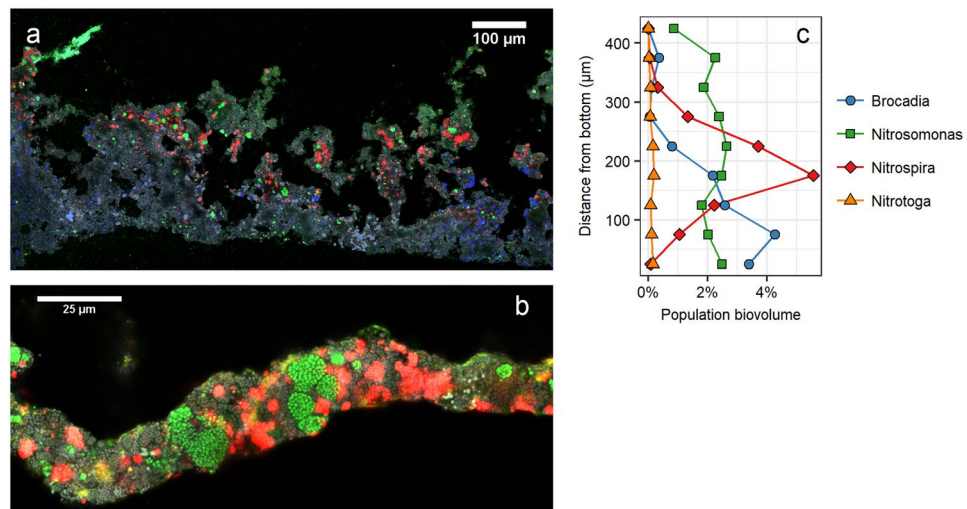 a
100 µm
b
25 µm
c
Distance from bottom (µm)
400
300
200
100
0%
2%
4%
Population biovolume
Brocadia
Nitrosomonas
Nitrospira
Nitrotoga